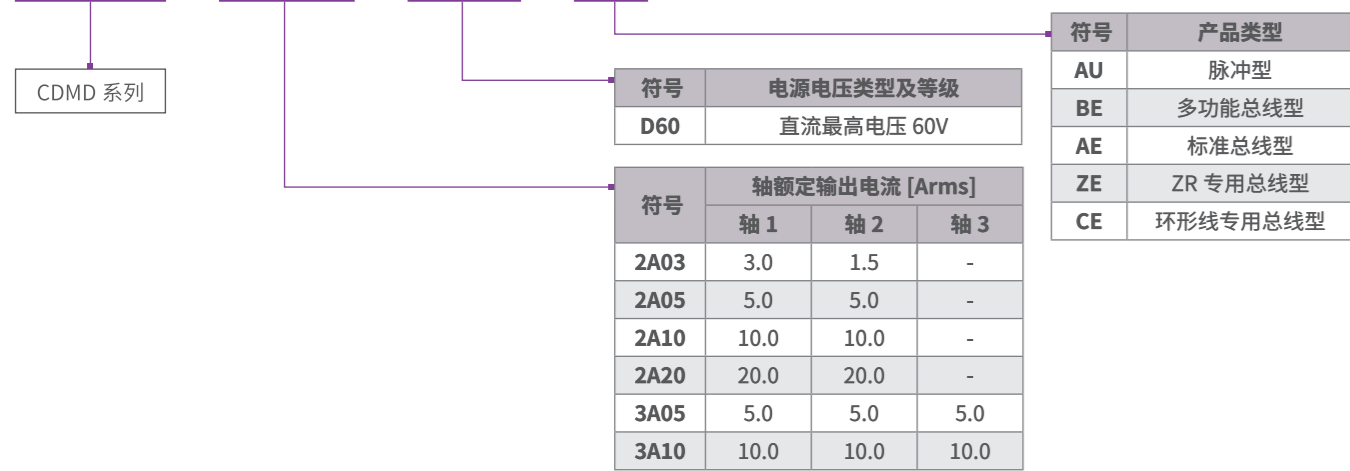 CDMD 系列
符号 电源电压类型及等级
D60 直流最高电压 60V
符号 轴额定输出电流 [Arms]
轴 1 轴 2 轴 3
2A03 3.0 1.5 -
2A05 5.0 5.0 -
2A10 10.0 10.0 -
2A20 20.0 20.0 -
3A05 5.0 5.0 5.0
3A10 10.0 10.0 10.0
符号 产品类型
AU 脉冲型
BE 多功能总线型
AE 标准总线型
ZE ZR 专用总线型
CE 环形线专用总线型